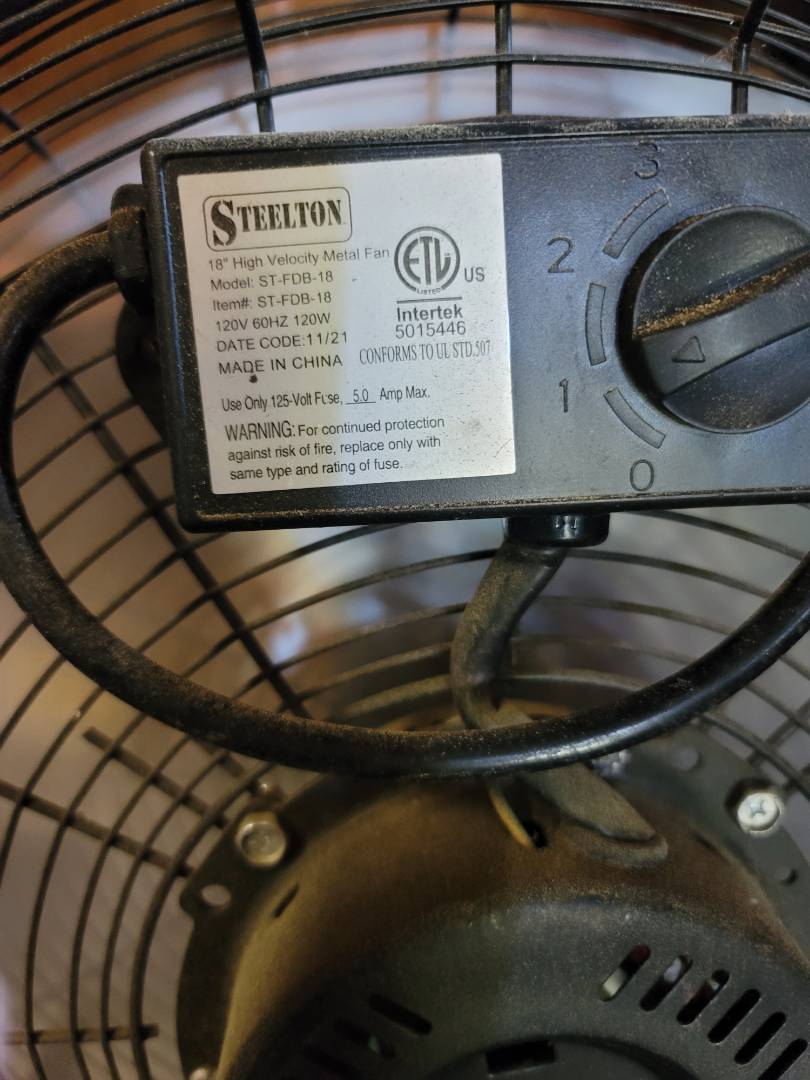 STEELTON
18" High Velocity Metal Fan
Model: ST-FDB-18
Item#: ST-FDB-18
120V 60HZ 120W
DATE CODE:11/21
MADE IN CHINA
ETL
LISTED
US
Intertek
5015446
CONFORMS TO UL STD.507
Use Only 125-Volt Fuse, 5.0 Amp Max.
WARNING: For continued protection
against risk of fire, replace only with
same type and rating of fuse.
3
2
1
0